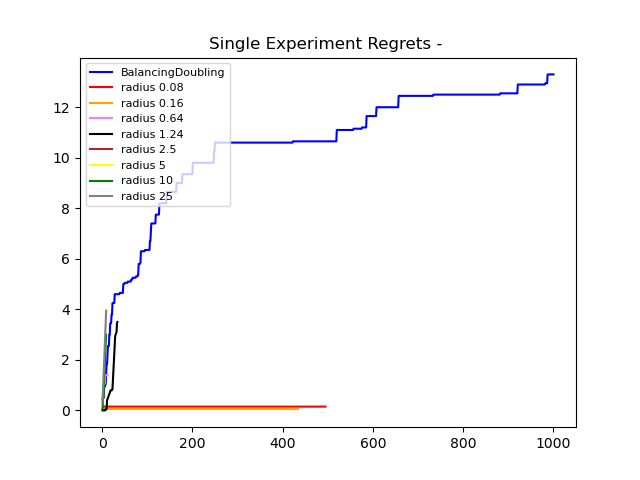 Single Experiment Regrets -
BalancingDoubling
radius 0.08
radius 0.16
radius 0.64
radius 1.24
radius 2.5
radius 5
radius 10
radius 25
12
10
8
6
4
2
0
0 200 400 600 800 1000